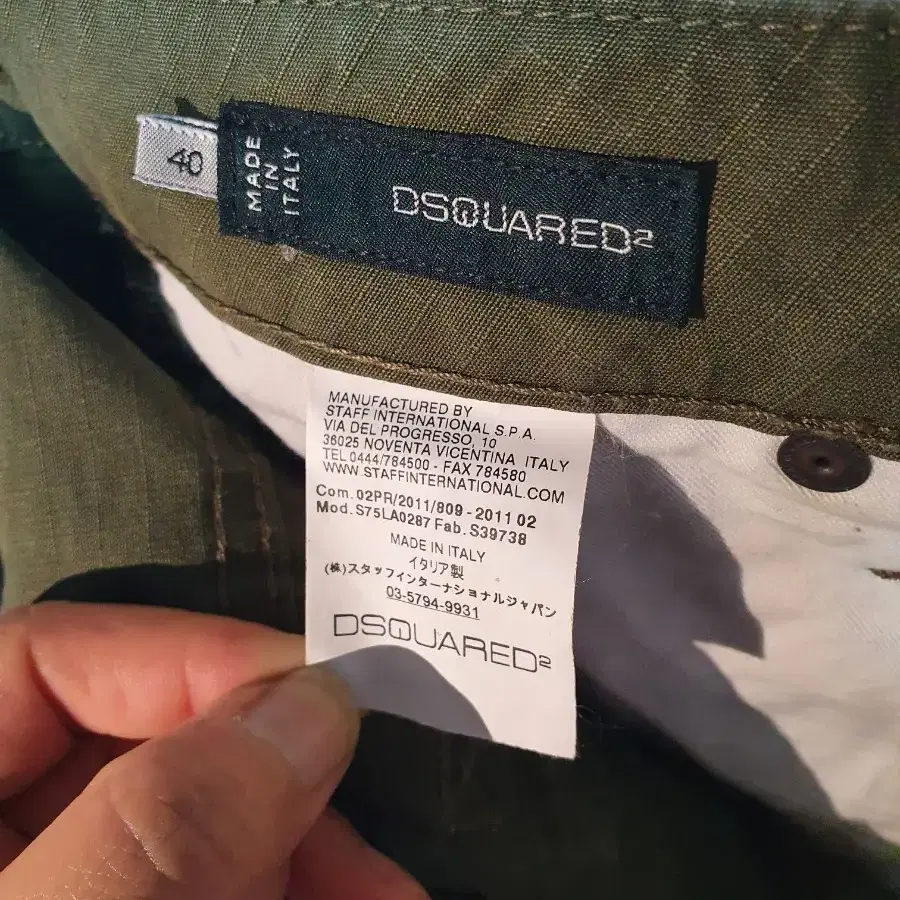 40
MADE
IN
ITALY
DSQUARED2
MANUFACTURED BY
STAFF INTERNATIONAL S.P.A.
VIA DEL PROGRESSO, 10
36025 NOVENTA VICENTINA ITALY
TEL 0444/784500 - FAX 784580
WWW.STAFFINTERNATIONAL.COM
Com. 02PR/2011/809 - 2011 02
Mod. S75LA0287 Fab. S39738
MADE IN ITALY
イタリア製
(株)スタッフインターナショナルジャパン
03-5794-9931
DSQUARED2